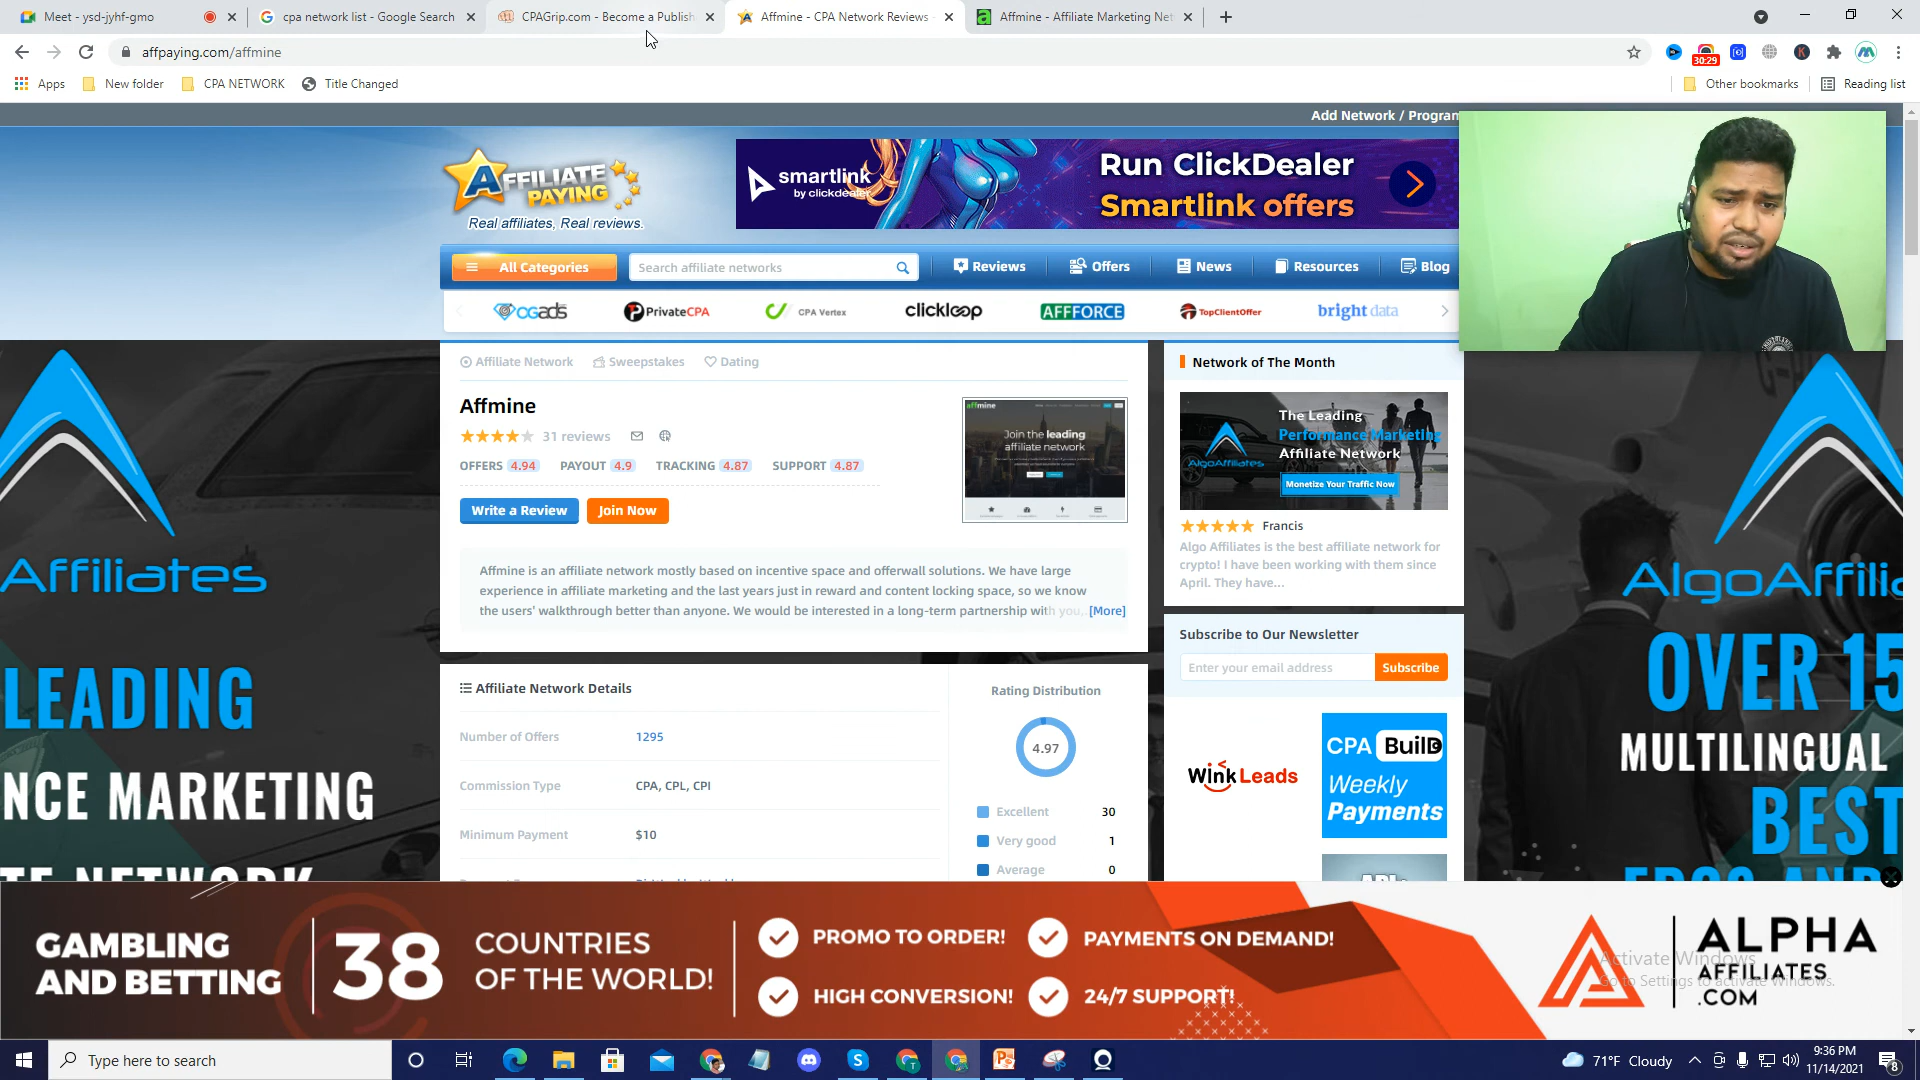 Meet - ysd-jyhf-gmo
cpa network list - Google Search
CPAGrip.com - Become a Publish
Affmine - CPA Network Reviews
Affmine - Affiliate Marketing Net
affpaying.com/affmine
30:29
Apps
New folder
CPA NETWORK
Title Changed
Other bookmarks
Reading list
Add Network / Program
AFFILIATE
PAYING
Real affiliates, Real reviews.
smartlink
by clickdealer
Run ClickDealer
Smartlink offers
All Categories
Search affiliate networks
Reviews
Offers
News
Resources
Blog
OGads
PrivateCPA
CPA Vertex
clickloop
AFFFORCE
TopClientOffer
bright data
Affiliate Network
Sweepstakes
Dating
Affmine
31 reviews
OFFERS 4.94
PAYOUT 4.9
TRACKING 4.87
SUPPORT 4.87
Write a Review
Join Now
affmine
Join the leading
affiliate network
Affmine is an affiliate network mostly based on incentive space and offerwall solutions. We have large
experience in affiliate marketing and the last years just in reward and content locking space, so we know
the users' walkthrough better than anyone. We would be interested in a long-term partnership with you,. [More]
Network of The Month
The Leading
Performance Marketing
Affiliate Network
AlgoAffiliates
Monetize Your Traffic Now
Francis
Algo Affiliates is the best affiliate network for
crypto! I have been working with them since
April. They have...
Subscribe to Our Newsletter
Enter your email address
Subscribe
Affiliate Network Details
Number of Offers
1295
Commission Type
CPA, CPL, CPI
Minimum Payment
$10
Rating Distribution
4.97
Excellent
30
Very good
1
Average
0
WinkLeads
CPA BuilD
Weekly
Payments
Affiliates
LEADING
NCE MARKETING
TE NETWORK
AlgoAffili
OVER 15
MULTILINGUAL
BEST
GAMBLING
AND BETTING
38
COUNTRIES
OF THE WORLD!
PROMO TO ORDER!
PAYMENTS ON DEMAND!
HIGH CONVERSION!
24/7 SUPPORT!
ALPHA
AFFILIATES
.COM
Activate Windows
Go to Settings to activate Windows.
Type here to search
71°F Cloudy
9:36 PM
11/14/2021
8